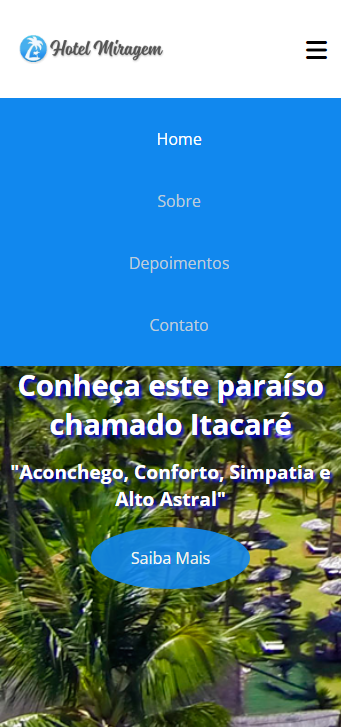 Hotel Miragem
Home
Sobre
Depoimentos
Contato
Conheça este paraíso
chamado Itacaré
"Aconchego, Conforto, Simpatia e
Alto Astral"
Saiba Mais